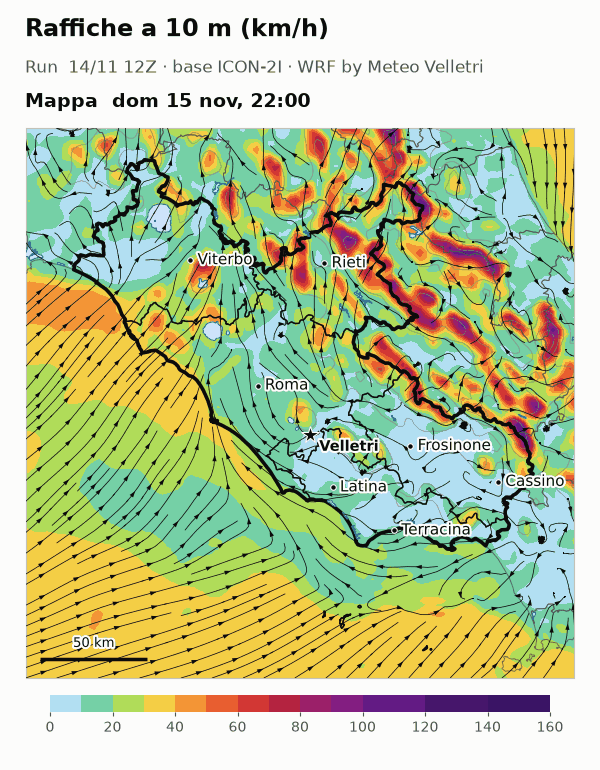 Raffiche a 10 m (km/h)
Run  14/11 12Z · base ICON-2I · WRF by Meteo Velletri
Mappa  dom 15 nov, 22:00
Viterbo
Rieti
Roma
Velletri
Frosinone
Cassino
Latina
Terracina
50 km
0 20 40 60 80 100 120 140 160